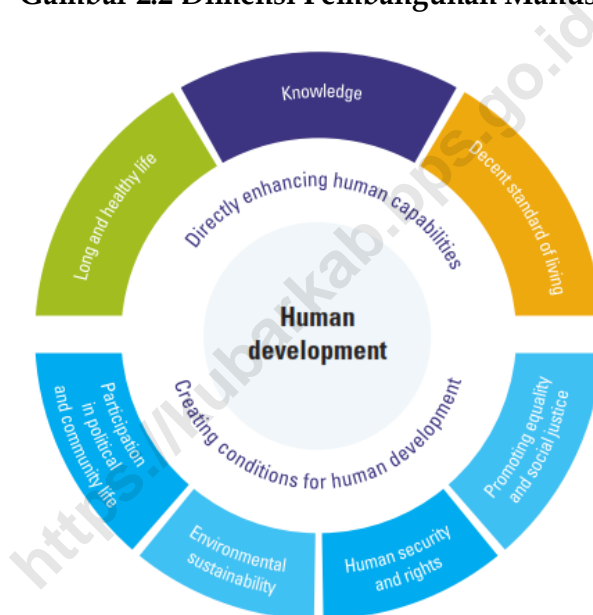 Gambar 2.2 Dimensi Pembangunan Manus
Knowledge
Long and healthy life
Decent standard of living
Directly enhancing human capabilities
Human
development
Creating conditions for human development
Participation
in political
and community life
Environmental
sustainability
Human security
and rights
Promoting equality
and social justice
https://kubarkab.bps.go.id